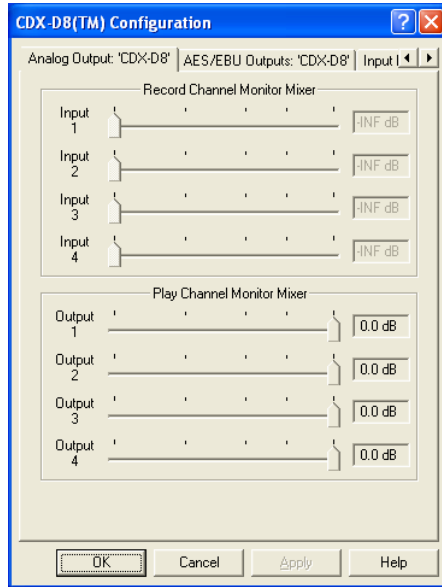 CDX-D8(TM) Configuration
Analog Output: 'CDX-D8' AES/EBU Outputs: 'CDX-D8' Input
Record Channel Monitor Mixer
Input 1
-INF dB
Input 2
-INF dB
Input 3
-INF dB
Input 4
-INF dB
Play Channel Monitor Mixer
Output 1
0.0 dB
Output 2
0.0 dB
Output 3
0.0 dB
Output 4
0.0 dB
OK Cancel Apply Help